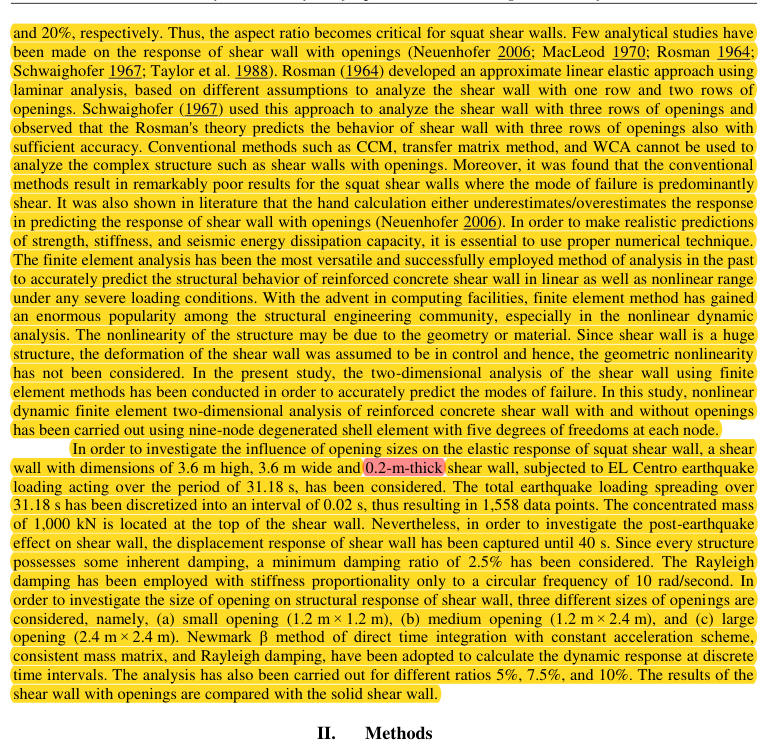 and 20%, respectively. Thus, the aspect ratio becomes critical for squat shear walls. Few analytical studies have
been made on the response of shear wall with openings (Neuenhofer 2006; MacLeod 1970; Rosman 1964;
Schwaighofer 1967; Taylor et al. 1988). Rosman (1964) developed an approximate linear elastic approach using
laminar analysis, based on different assumptions to analyze the shear wall with one row and two rows of
openings. Schwaighofer (1967) used this approach to analyze the shear wall with three rows of openings and
observed that the Rosman's theory predicts the behavior of shear wall with three rows of openings also with
sufficient accuracy. Conventional methods such as CCM, transfer matrix method, and WCA cannot be used to
analyze the complex structure such as shear walls with openings. Moreover, it was found that the conventional
methods result in remarkably poor results for the squat shear walls where the mode of failure is predominantly
shear. It was also shown in literature that the hand calculation either underestimates/overestimates the response
in predicting the response of shear wall with openings (Neuenhofer 2006). In order to make realistic predictions
of strength, stiffness, and seismic energy dissipation capacity, it is essential to use proper numerical technique.
The finite element analysis has been the most versatile and successfully employed method of analysis in the past
to accurately predict the structural behavior of reinforced concrete shear wall in linear as well as nonlinear range
under any severe loading conditions. With the advent in computing facilities, finite element method has gained
an enormous popularity among the structural engineering community, especially in the nonlinear dynamic
analysis. The nonlinearity of the structure may be due to the geometry or material. Since shear wall is a huge
structure, the deformation of the shear wall was assumed to be in control and hence, the geometric nonlinearity
has not been considered. In the present study, the two-dimensional analysis of the shear wall using finite
element methods has been conducted in order to accurately predict the modes of failure. In this study, nonlinear
dynamic finite element two-dimensional analysis of reinforced concrete shear wall with and without openings
has been carried out using nine-node degenerated shell element with five degrees of freedoms at each node.
In order to investigate the influence of opening sizes on the elastic response of squat shear wall, a shear
wall with dimensions of 3.6 m high, 3.6 m wide and 0.2-m-thick shear wall, subjected to EL Centro earthquake
loading acting over the period of 31.18 s, has been considered. The total earthquake loading spreading over
31.18 s has been discretized into an interval of 0.02 s, thus resulting in 1,558 data points. The concentrated mass
of 1,000 kN is located at the top of the shear wall. Nevertheless, in order to investigate the post-earthquake
effect on shear wall, the displacement response of shear wall has been captured until 40 s. Since every structure
possesses some inherent damping, a minimum damping ratio of 2.5% has been considered. The Rayleigh
damping has been employed with stiffness proportionality only to a circular frequency of 10 rad/second. In
order to investigate the size of opening on structural response of shear wall, three different sizes of openings are
considered, namely, (a) small opening (1.2 m × 1.2 m), (b) medium opening (1.2 m × 2.4 m), and (c) large
opening (2.4 m × 2.4 m). Newmark β method of direct time integration with constant acceleration scheme,
consistent mass matrix, and Rayleigh damping, have been adopted to calculate the dynamic response at discrete
time intervals. The analysis has also been carried out for different ratios 5%, 7.5%, and 10%. The results of the
shear wall with openings are compared with the solid shear wall.
II. Methods